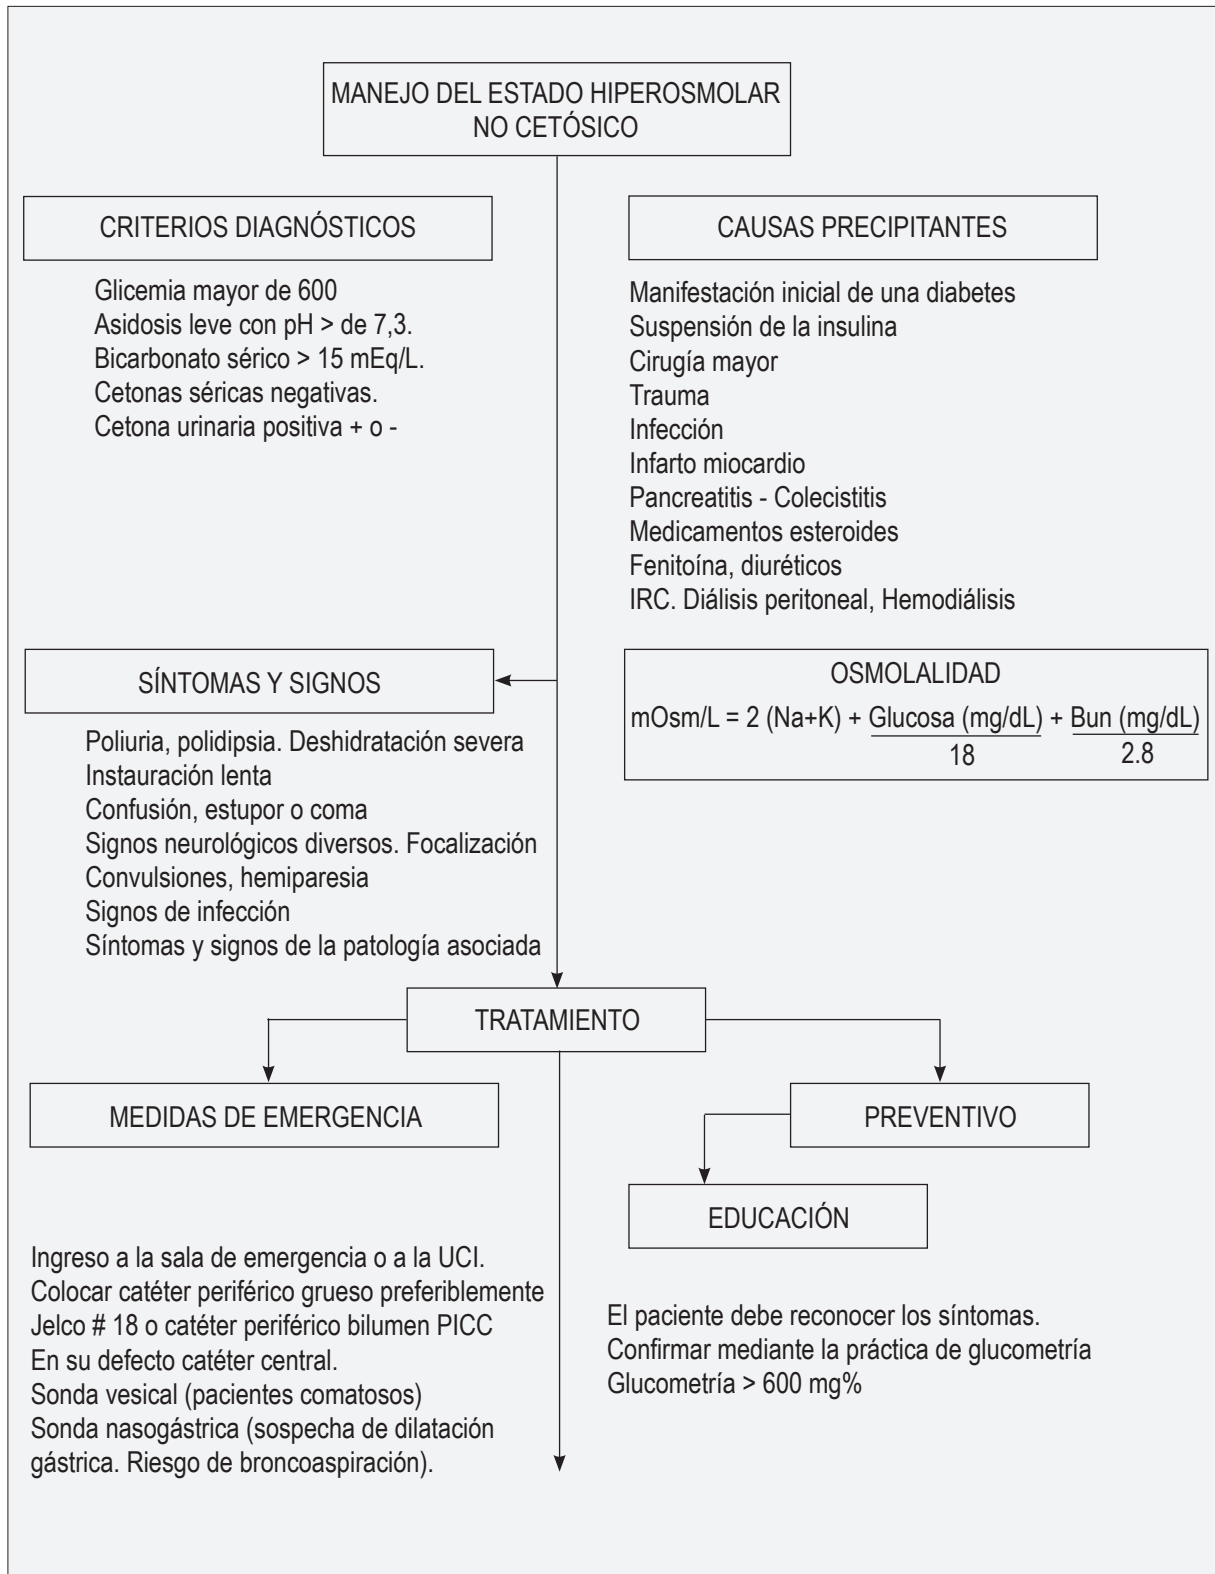 MANEJO DEL ESTADO HIPEROSMOLAR
NO CETÓSICO
CRITERIOS DIAGNÓSTICOS
Glicemia mayor de 600
Asidosis leve con pH > de 7,3.
Bicarbonato sérico > 15 mEq/L.
Cetonas séricas negativas.
Cetona urinaria positiva + o -
CAUSAS PRECIPITANTES
Manifestación inicial de una diabetes
Suspensión de la insulina
Cirugía mayor
Trauma
Infección
Infarto miocardio
Pancreatitis - Colecistitis
Medicamentos esteroides
Fenitoína, diuréticos
IRC. Diálisis peritoneal, Hemodiálisis
SÍNTOMAS Y SIGNOS
Poliuria, polidipsia. Deshidratación severa
Instauración lenta
Confusión, estupor o coma
Signos neurológicos diversos. Focalización
Convulsiones, hemiparesia
Signos de infección
Síntomas y signos de la patología asociada
OSMOLALIDAD
mOsm/L = 2 (Na+K) + Glucosa (mg/dL) + Bun (mg/dL)
18 2.8
TRATAMIENTO
MEDIDAS DE EMERGENCIA
Ingreso a la sala de emergencia o a la UCI.
Colocar catéter periférico grueso preferiblemente
Jelco # 18 o catéter periférico bilumen PICC
En su defecto catéter central.
Sonda vesical (pacientes comatosos)
Sonda nasogástrica (sospecha de dilatación
gástrica. Riesgo de broncoaspiración).
PREVENTIVO
EDUCACIÓN
El paciente debe reconocer los síntomas.
Confirmar mediante la práctica de glucometría
Glucometría > 600 mg%